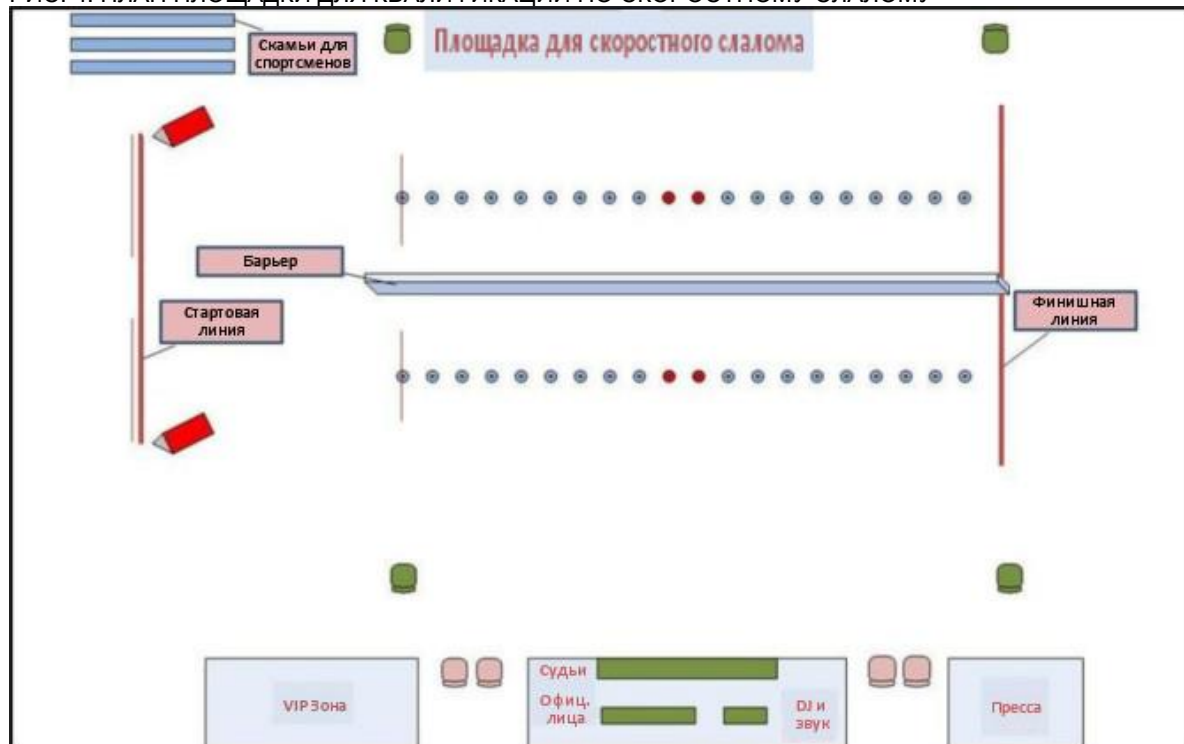 Скамьи для
спортсменов
Площадка для скоростного слалома
Барьер
Стартовая
линия
Финишная
линия
Судьи
VIP Зона
Офиц.
лица
DJ и
звук
Пресса